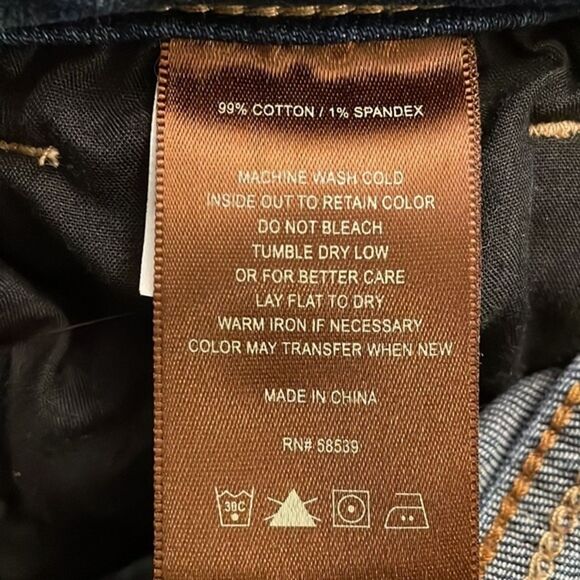 99% COTTON / 1% SPANDEX
MACHINE WASH COLD
INSIDE OUT TO RETAIN COLOR
DO NOT BLEACH
TUMBLE DRY LOW
OR FOR BETTER CARE
LAY FLAT TO DRY
WARM IRON IF NECESSARY
COLOR MAY TRANSFER WHEN NEW
MADE IN CHINA
RN# 58539
30C